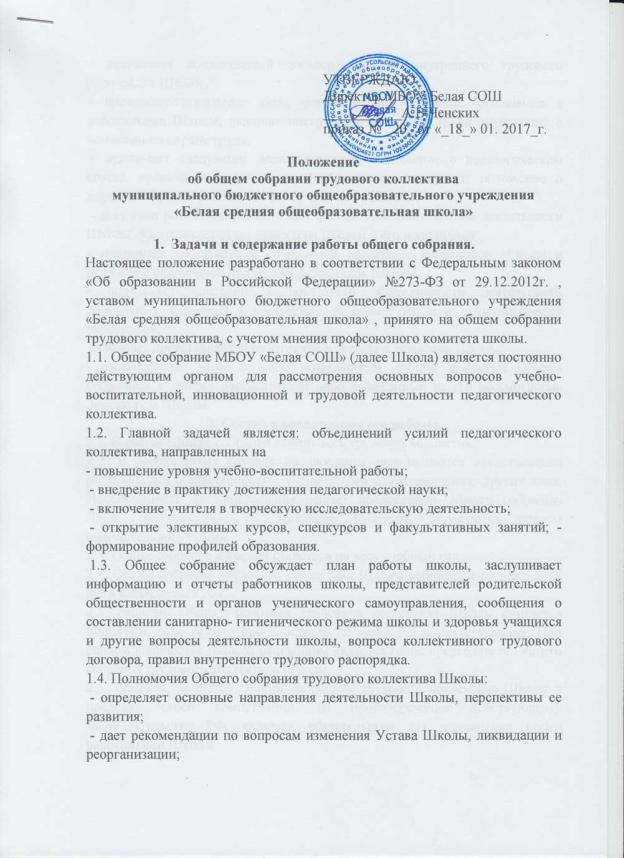 УТВЕРЖДАЮ
Директор МБОУ Белая СОШ
Ченских
приказ № 20 от «_18_» 01. 2017_г.
Положение
об общем собрании трудового коллектива
муниципального бюджетного общеобразовательного учреждения
«Белая средняя общеобразовательная школа»
1. Задачи и содержание работы общего собрания.
Настоящее положение разработано в соответствии с Федеральным законом
«Об образовании в Российской Федерации» №273-ФЗ от 29.12.2012г. ,
уставом муниципального бюджетного общеобразовательного учреждения
«Белая средняя общеобразовательная школа» , принято на общем собрании
трудового коллектива, с учетом мнения профсоюзного комитета школы.
1.1. Общее собрание МБОУ «Белая СОШ» (далее Школа) является постоянно
действующим органом для рассмотрения основных вопросов учебно-
воспитательной, инновационной и трудовой деятельности педагогического
коллектива.
1.2. Главной задачей является: объединений усилий педагогического
коллектива, направленных на
- повышение уровня учебно-воспитательной работы;
- внедрение в практику достижения педагогической науки;
- включение учителя в творческую исследовательскую деятельность;
- открытие элективных курсов, спецкурсов и факультативных занятий; -
формирование профилей образования.
1.3. Общее собрание обсуждает план работы школы, заслушивает
информацию и отчеты работников школы, представителей родительской
общественности и органов ученического самоуправления, сообщения о
составлении санитарно- гигиенического режима школы и здоровья учащихся
и другие вопросы деятельности школы, вопроса коллективного трудового
договора, правил внутреннего трудового распорядка.
1.4. Полномочия Общего собрания трудового коллектива Школы:
- определяет основные направления деятельности Школы, перспективы ее
развития;
- дает рекомендации по вопросам изменения Устава Школы, ликвидации и
реорганизации;